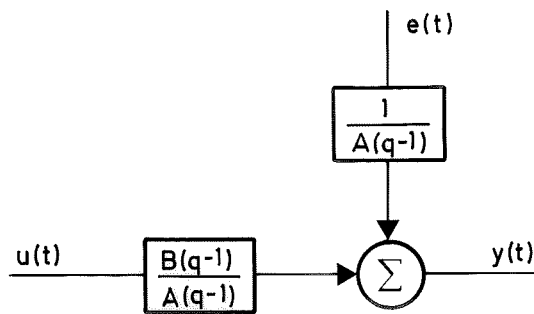 e(t)
1
A(q-1)
u(t)
B(q-1)
A(q-1)
Σ
y(t)